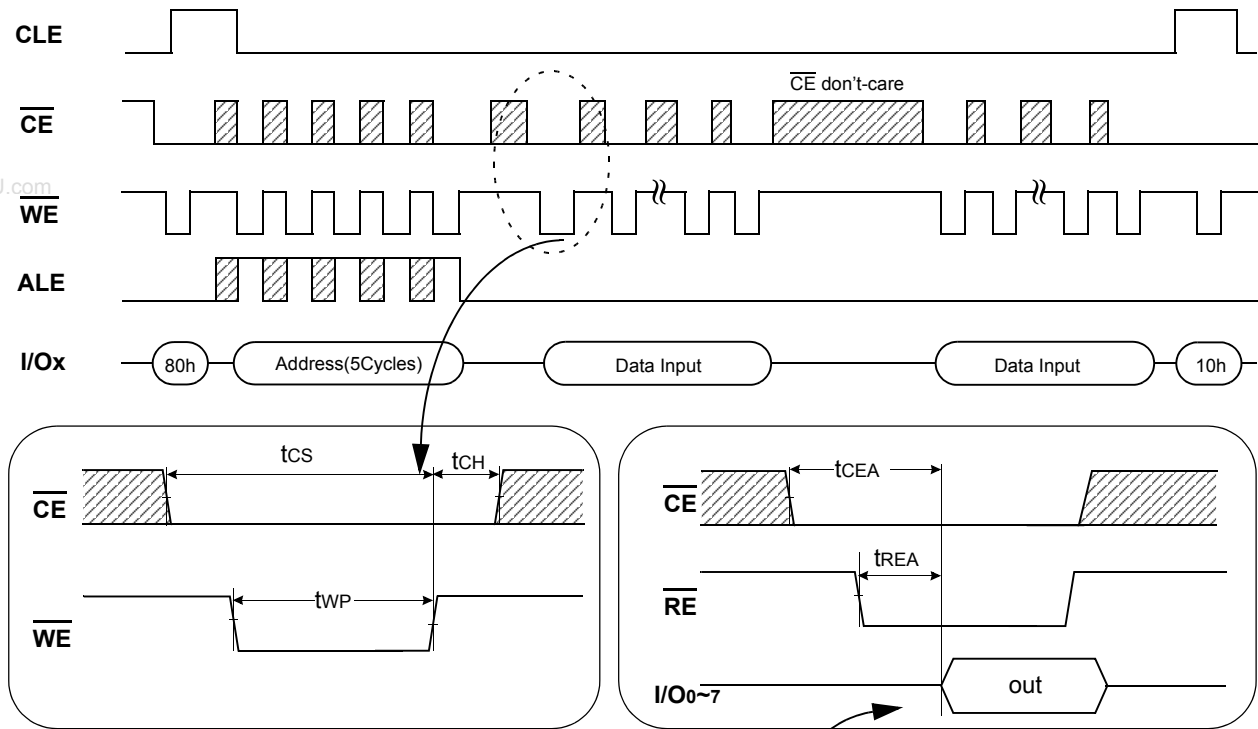 CLE
CE don't-care
CE
U.com
WE
ALE
I/Ox
80h
Address(5Cycles)
Data Input
Data Input
10h
tCS
tCH
CE
tWP
WE
tCEA
CE
tREA
RE
I/O0~7
out